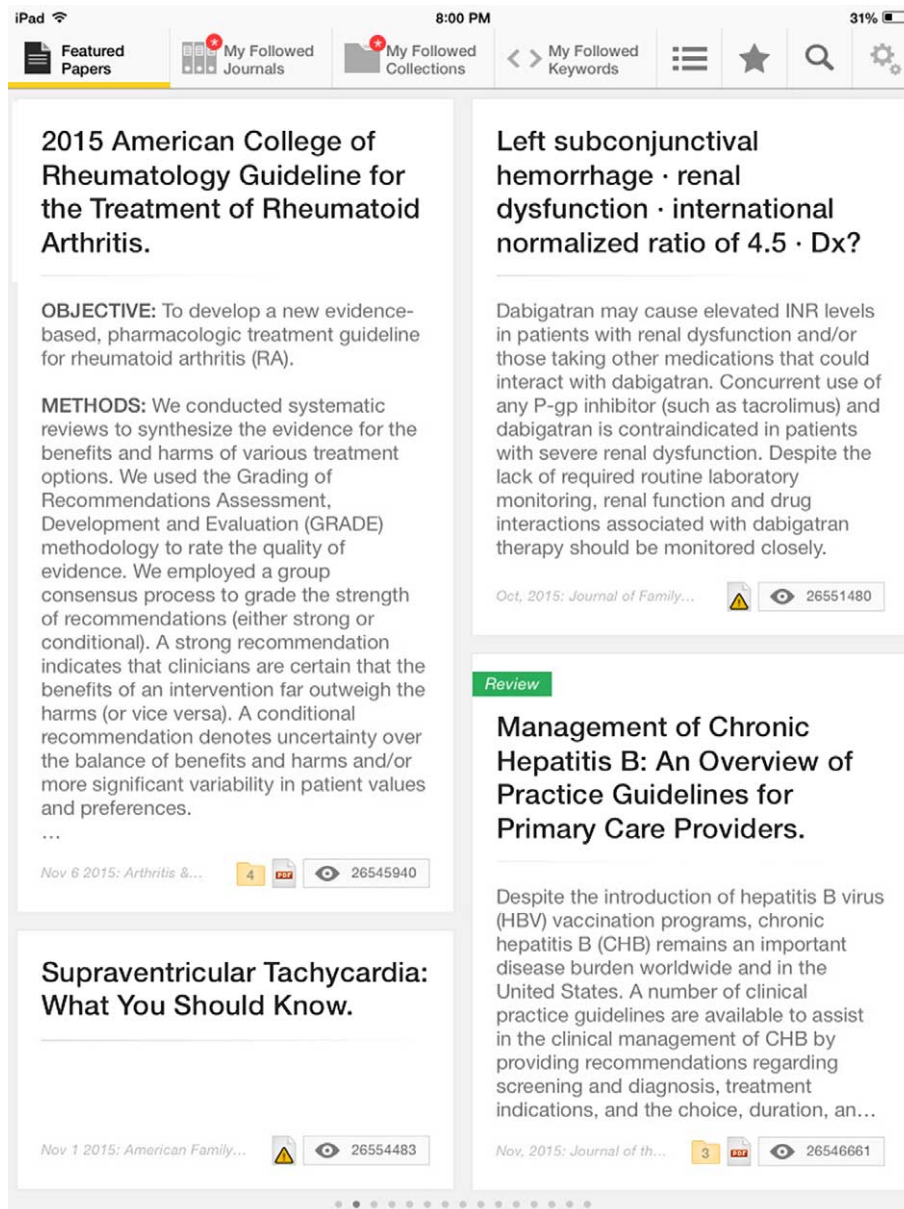 iPad
8:00 PM
31%
Featured
Papers
My Followed
Journals
My Followed
Collections
My Followed
Keywords
2015 American College of
Rheumatology Guideline for
the Treatment of Rheumatoid
Arthritis.
OBJECTIVE: To develop a new evidence-
based, pharmacologic treatment guideline
for rheumatoid arthritis (RA).
METHODS: We conducted systematic
reviews to synthesize the evidence for the
benefits and harms of various treatment
options. We used the Grading of
Recommendations Assessment,
Development and Evaluation (GRADE)
methodology to rate the quality of
evidence. We employed a group
consensus process to grade the strength
of recommendations (either strong or
conditional). A strong recommendation
indicates that clinicians are certain that the
benefits of an intervention far outweigh the
harms (or vice versa). A conditional
recommendation denotes uncertainty over
the balance of benefits and harms and/or
more significant variability in patient values
and preferences.
...
Nov 6 2015: Arthritis &...
4
PDF
26545940
Supraventricular Tachycardia:
What You Should Know.
Nov 1 2015: American Family...
26554483
Left subconjunctival
hemorrhage · renal
dysfunction · international
normalized ratio of 4.5 · Dx?
Dabigatran may cause elevated INR levels
in patients with renal dysfunction and/or
those taking other medications that could
interact with dabigatran. Concurrent use of
any P-gp inhibitor (such as tacrolimus) and
dabigatran is contraindicated in patients
with severe renal dysfunction. Despite the
lack of required routine laboratory
monitoring, renal function and drug
interactions associated with dabigatran
therapy should be monitored closely.
Oct, 2015: Journal of Family...
26551480
Review
Management of Chronic
Hepatitis B: An Overview of
Practice Guidelines for
Primary Care Providers.
Despite the introduction of hepatitis B virus
(HBV) vaccination programs, chronic
hepatitis B (CHB) remains an important
disease burden worldwide and in the
United States. A number of clinical
practice guidelines are available to assist
in the clinical management of CHB by
providing recommendations regarding
screening and diagnosis, treatment
indications, and the choice, duration, an...
Nov, 2015: Journal of th...
3
PDF
26546661